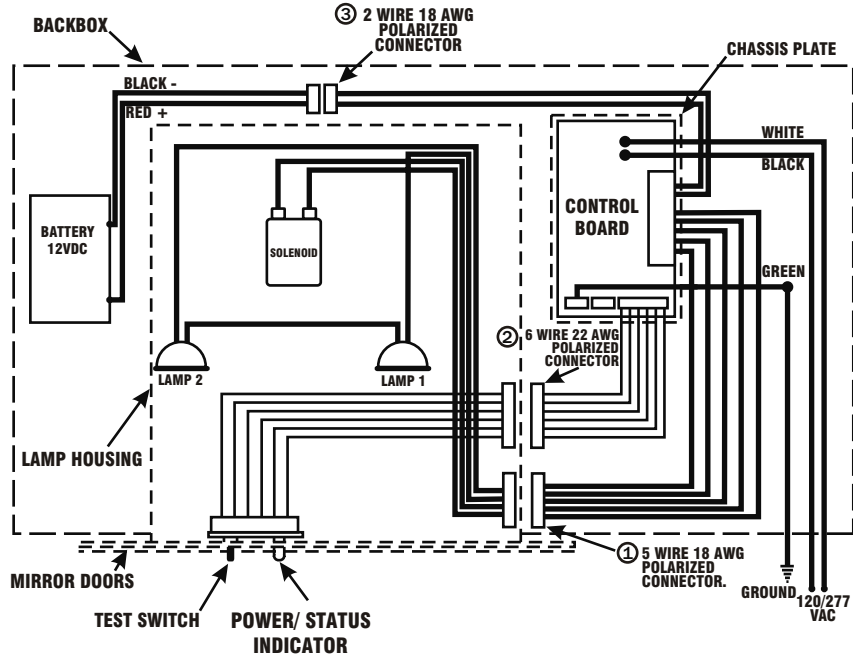 ③ 2 WIRE 18 AWG
POLARIZED
CONNECTOR
BACKBOX
CHASSIS PLATE
BLACK -
RED +
WHITE
BLACK
BATTERY
12VDC
SOLENOID
CONTROL
BOARD
GREEN
② 6 WIRE 22 AWG
POLARIZED
CONNECTOR
LAMP 2
LAMP 1
LAMP HOUSING
① 5 WIRE 18 AWG
POLARIZED
CONNECTOR.
MIRROR DOORS
TEST SWITCH
POWER/ STATUS
INDICATOR
GROUND
120/277
VAC